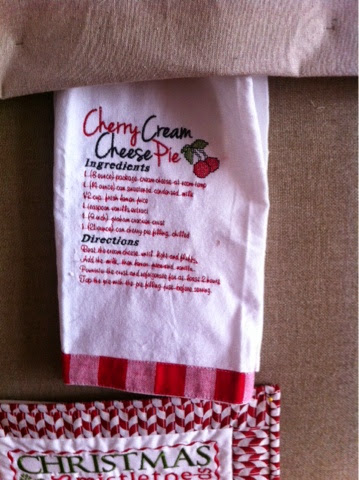 Cherry Cream
Cheese Pie
Ingredients
1 (8 ounce) package cream cheese at room temp
1 (14 ounce) can sweetened condensed milk
1/2 cup fresh lemon juice
1 teaspoon vanilla extract
1 (9 inch) graham cracker crust
1 (21 ounce) can cherry pie filling, chilled
Directions
Beat the cream cheese until light and fluffy.
Add the milk, then lemon juice and vanilla.
Pour into the crust and refrigerate for at least 2 hours
Top the pie with the pie filling just before serving
CHRISTMAS
mistletoe